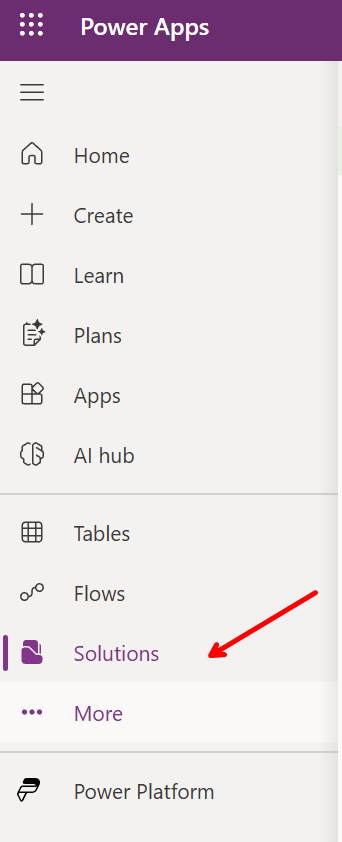 Power Apps
Home
Create
Learn
Plans
Apps
AI hub
Tables
Flows
Solutions
More
Power Platform